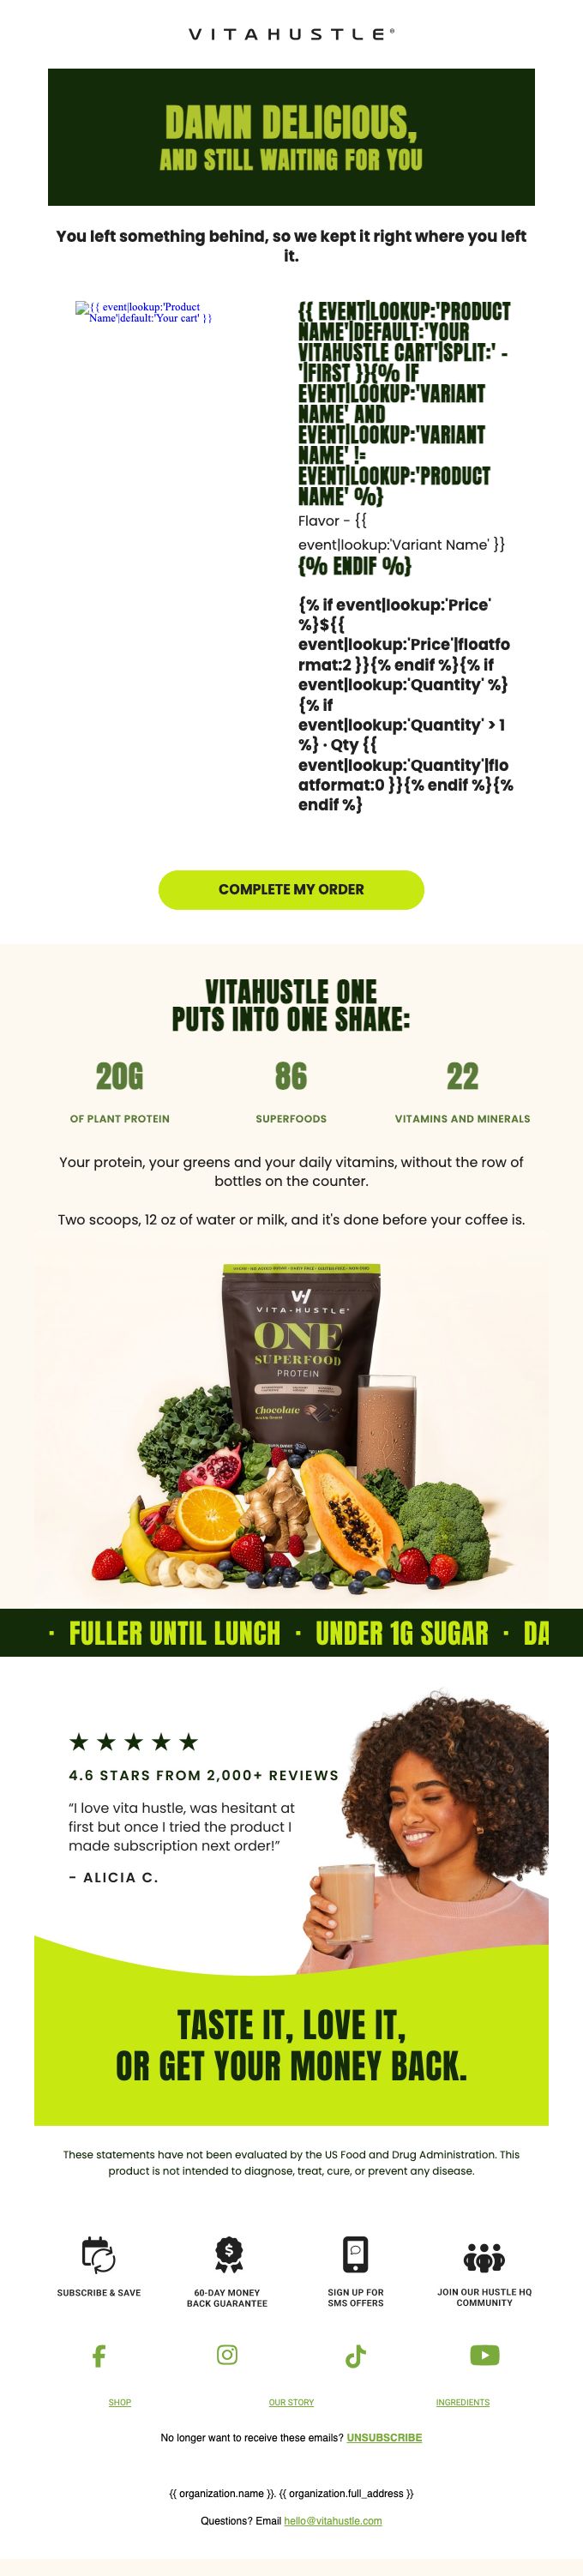 VITAHUSTLE®
DAMN DELICIOUS,
AND STILL WAITING FOR YOU
You left something behind, so we kept it right where you left
it.
{{ event|lookup:'Product
Name'|default:'Your cart' }}
{{ EVENT|LOOKUP:'PRODUCT
NAME'|DEFAULT:'YOUR
VITAHUSTLE CART'|SPLIT:' -
'|FIRST }}{% IF
EVENT|LOOKUP:'VARIANT
NAME' AND
EVENT|LOOKUP:'VARIANT
NAME' !=
EVENT|LOOKUP:'PRODUCT
NAME' %}
Flavor - {{
event|lookup:'Variant Name' }}
{% ENDIF %}
{% if event|lookup:'Price'
%}${{
event|lookup:'Price'|floatfo
rmat:2 }}{% endif %}{% if
event|lookup:'Quantity' %}
{% if
event|lookup:'Quantity' > 1
%} · Qty {{
event|lookup:'Quantity'|flo
atformat:0 }}{% endif %}{%
endif %}
COMPLETE MY ORDER
VITAHUSTLE ONE
PUTS INTO ONE SHAKE:
20G
OF PLANT PROTEIN
86
SUPERFOODS
22
VITAMINS AND MINERALS
Your protein, your greens and your daily vitamins, without the row of
bottles on the counter.
Two scoops, 12 oz of water or milk, and it's done before your coffee is.
VITA-HUSTLE®
ONE
SUPERFOOD
PROTEIN
Chocolate
· FULLER UNTIL LUNCH · UNDER 1G SUGAR · DA
★ ★ ★ ★ ★
4.6 STARS FROM 2,000+ REVIEWS
“I love vita hustle, was hesitant at
first but once I tried the product I
made subscription next order!”
- ALICIA C.
TASTE IT, LOVE IT,
OR GET YOUR MONEY BACK.
These statements have not been evaluated by the US Food and Drug Administration. This
product is not intended to diagnose, treat, cure, or prevent any disease.
SUBSCRIBE & SAVE
60-DAY MONEY
BACK GUARANTEE
SIGN UP FOR
SMS OFFERS
JOIN OUR HUSTLE HQ
COMMUNITY
SHOP
OUR STORY
INGREDIENTS
No longer want to receive these emails? UNSUBSCRIBE
{{ organization.name }}. {{ organization.full_address }}
Questions? Email hello@vitahustle.com